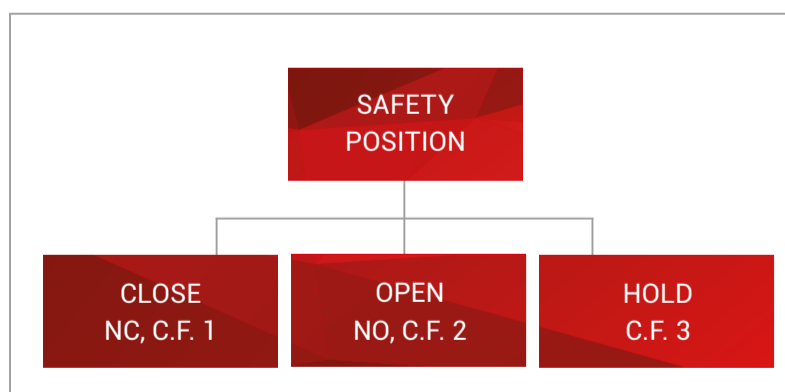 SAFETY
POSITION
CLOSE
NC, C.F. 1
OPEN
NO, C.F. 2
HOLD
C.F. 3